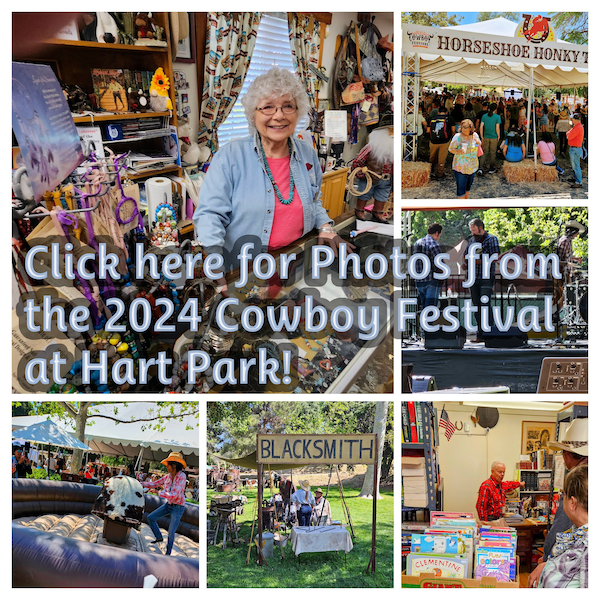 HORSESHOE HONKY T
Click here for Photos from
the 2024 Cowboy Festival
at Hart Park!
BLACKSMITH
CLEMENTINE